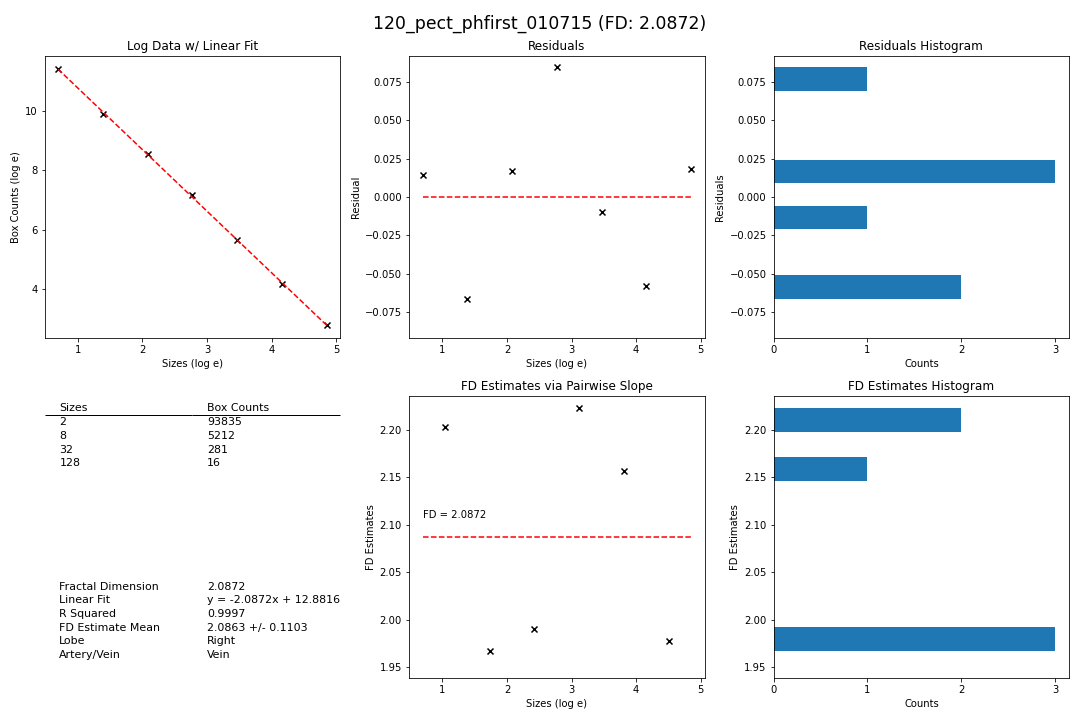 120_pect_phfirst_010715 (FD: 2.0872)
Log Data w/ Linear Fit
Box Counts (log e)
10
8
6
4
1 2 3 4 5
Sizes (log e)
Residuals
Residual
0.075
0.050
0.025
0.000
−0.025
−0.050
−0.075
1 2 3 4 5
Sizes (log e)
Residuals Histogram
Residuals
0.075
0.050
0.025
0.000
−0.025
−0.050
−0.075
0 1 2 3
Counts
Sizes Box Counts
2 93835
8 5212
32 281
128 16
Fractal Dimension 2.0872
Linear Fit y = -2.0872x + 12.8816
R Squared 0.9997
FD Estimate Mean 2.0863 +/- 0.1103
Lobe Right
Artery/Vein Vein
FD Estimates via Pairwise Slope
FD Estimates
2.20
2.15
2.10
2.05
2.00
1.95
FD = 2.0872
1 2 3 4 5
Sizes (log e)
FD Estimates Histogram
FD Estimates
2.20
2.15
2.10
2.05
2.00
1.95
0 1 2 3
Counts